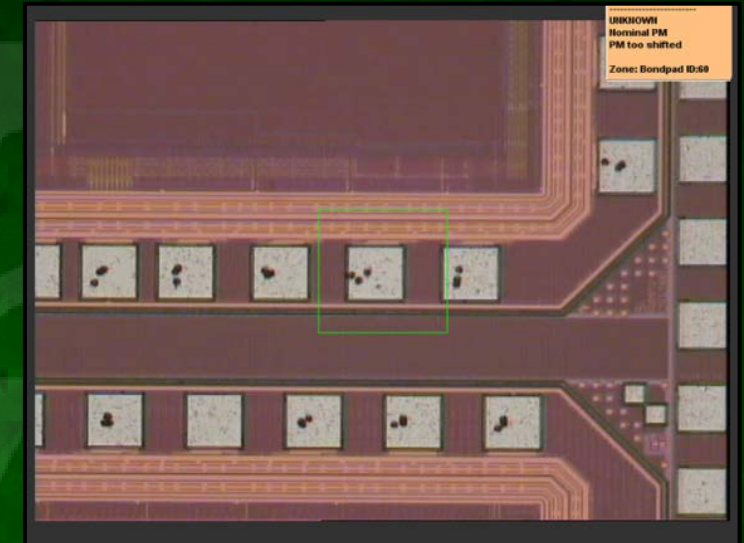 ------------------------
UNKNOWN
Nominal PM
PM too shifted
Zone: Bondpad ID:60